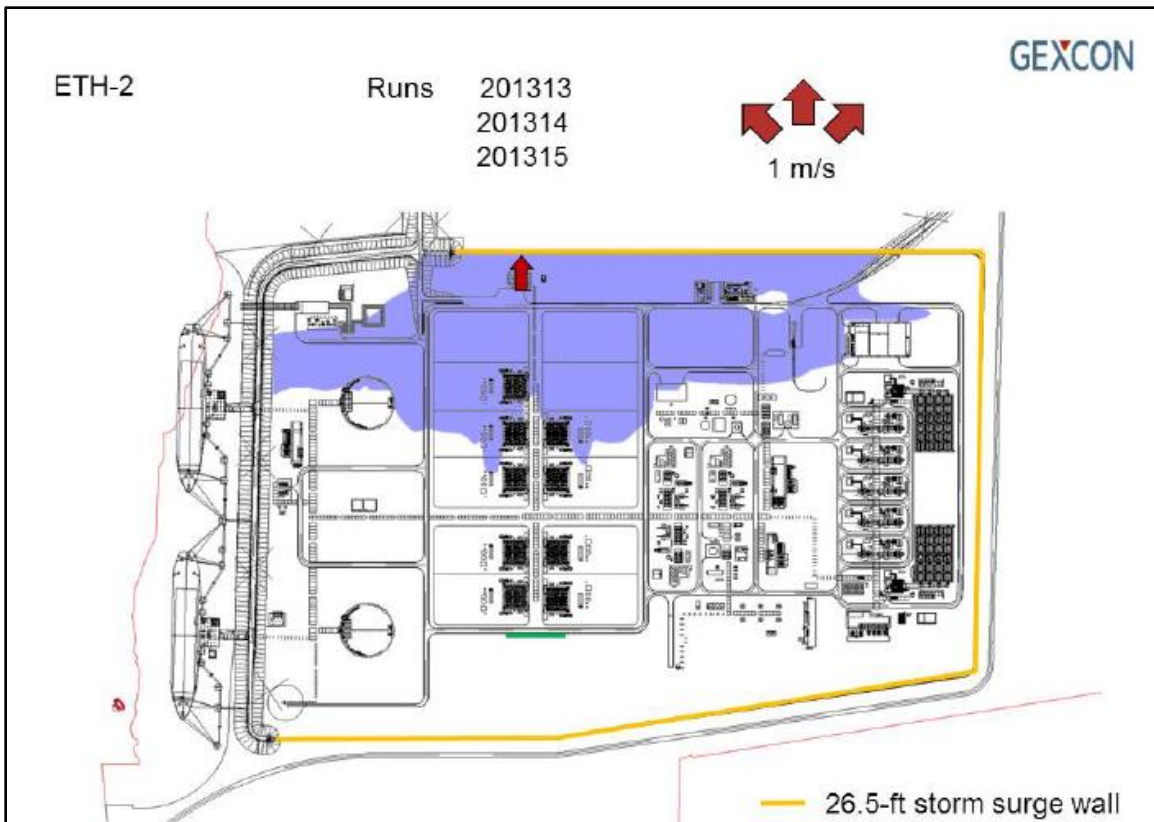 GEXCON
ETH-2
Runs 201313
201314
201315
1 m/s
26.5-ft storm surge wall